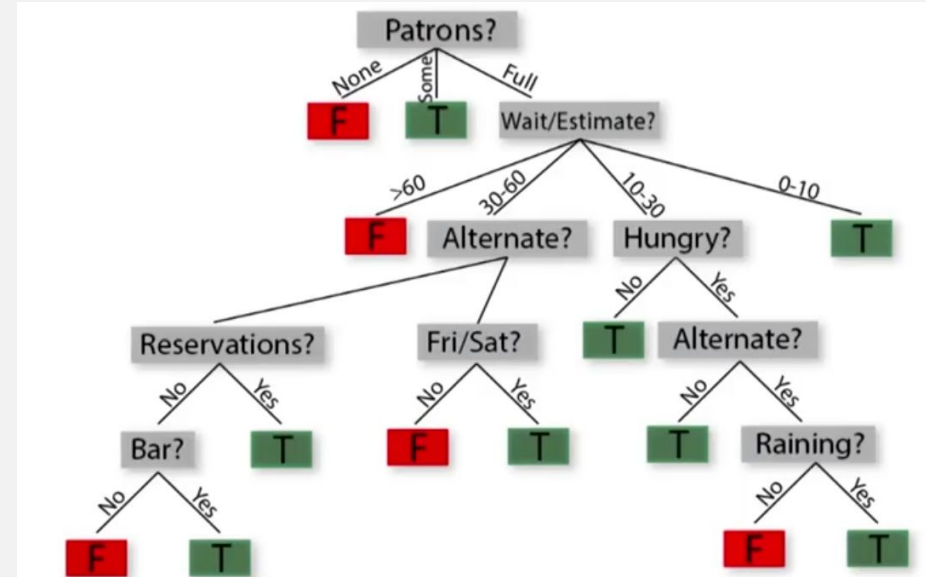 Patrons?
None
Some
Full
F
T
Wait/Estimate?
>60
30-60
10-30
0-10
F
Alternate?
Hungry?
T
No
Yes
Reservations?
Fri/Sat?
T
Alternate?
No
Yes
No
Yes
No
Yes
Bar?
T
F
T
T
Raining?
No
Yes
No
Yes
F
T
F
T